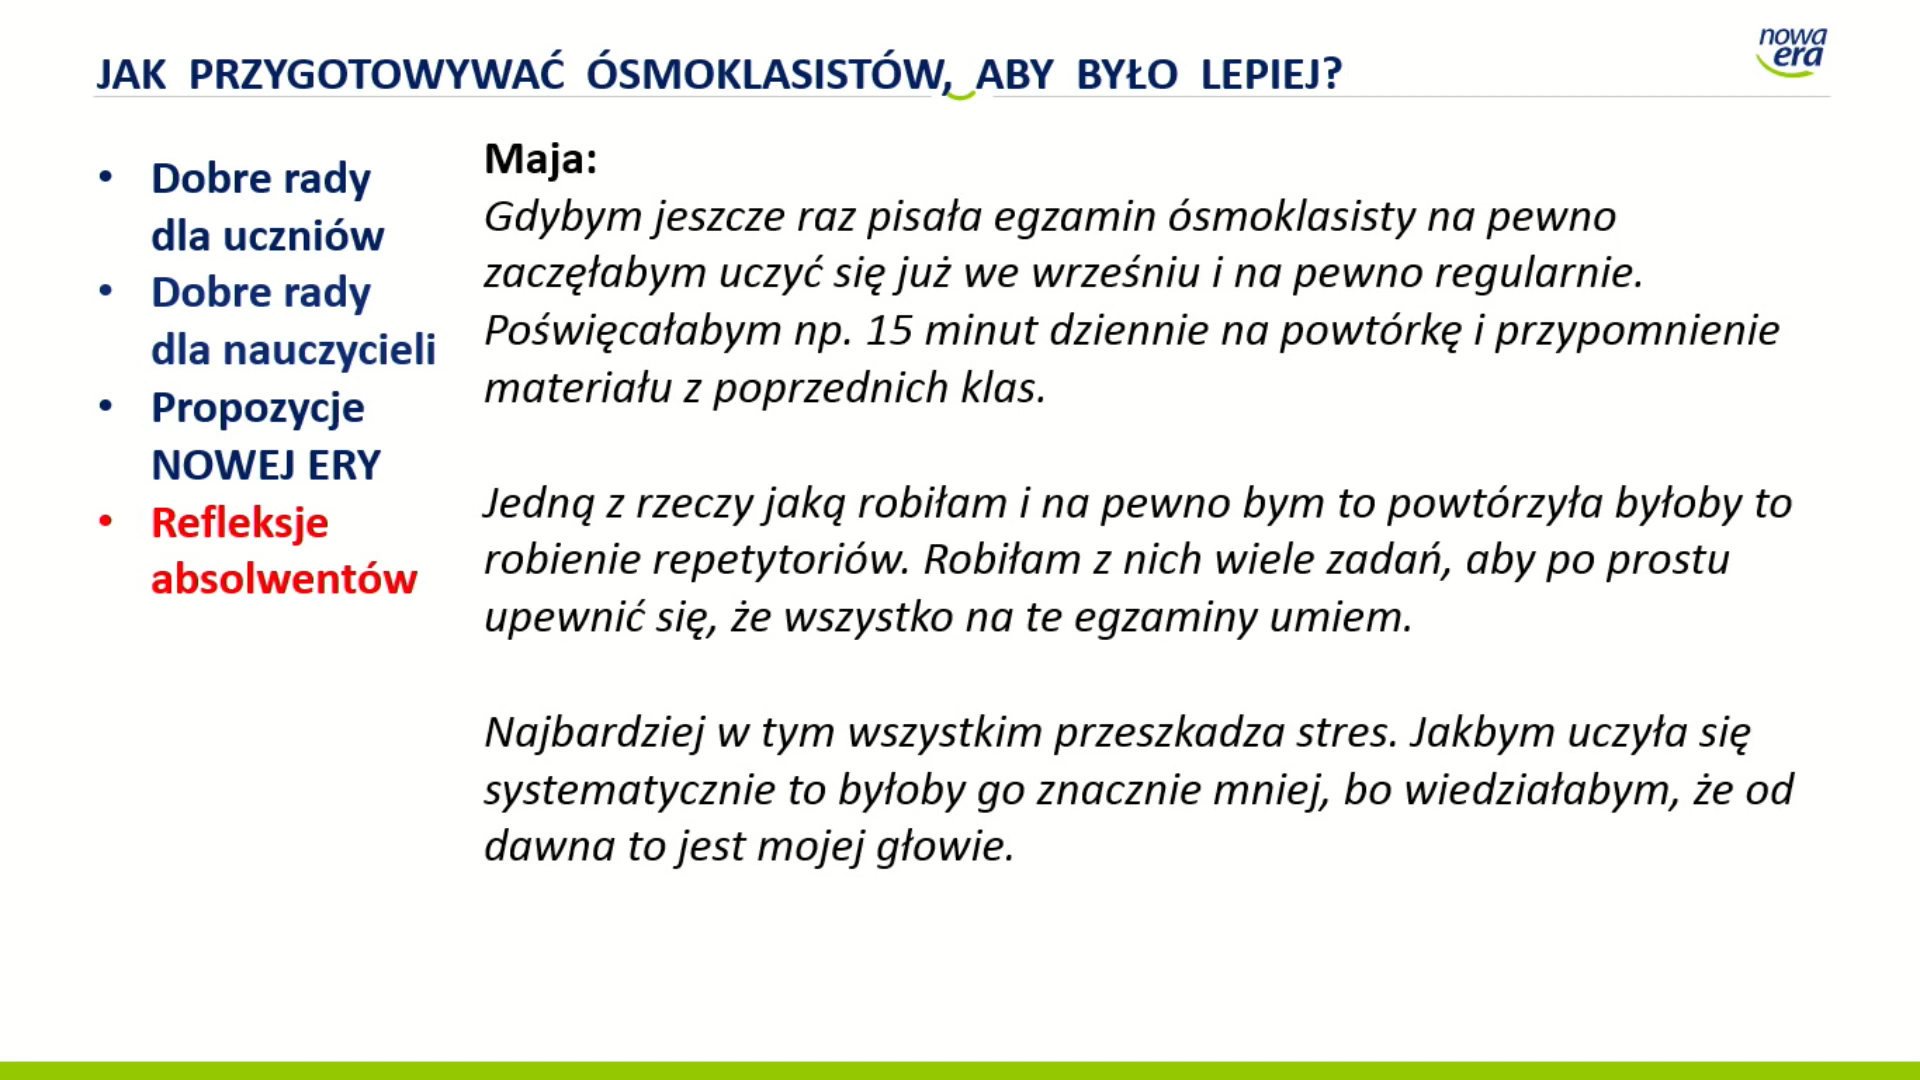 JAK PRZYGOTOWYWAĆ ÓSMOKLASISTÓW, ABY BYŁO LEPIEJ?
nowa
era
• Dobre rady
dla uczniów
• Dobre rady
dla nauczycieli
• Propozycje
NOWEJ ERY
• Refleksje
absolwentów
Maja:
Gdybym jeszcze raz pisała egzamin ósmoklasisty na pewno
zaczęłabym uczyć się już we wrześniu i na pewno regularnie.
Poświęcałabym np. 15 minut dziennie na powtórkę i przypomnienie
materiału z poprzednich klas.
Jedną z rzeczy jaką robiłam i na pewno bym to powtórzyła byłoby to
robienie repetytoriów. Robiłam z nich wiele zadań, aby po prostu
upewnić się, że wszystko na te egzaminy umiem.
Najbardziej w tym wszystkim przeszkadza stres. Jakbym uczyła się
systematycznie to byłoby go znacznie mniej, bo wiedziałabym, że od
dawna to jest mojej głowie.